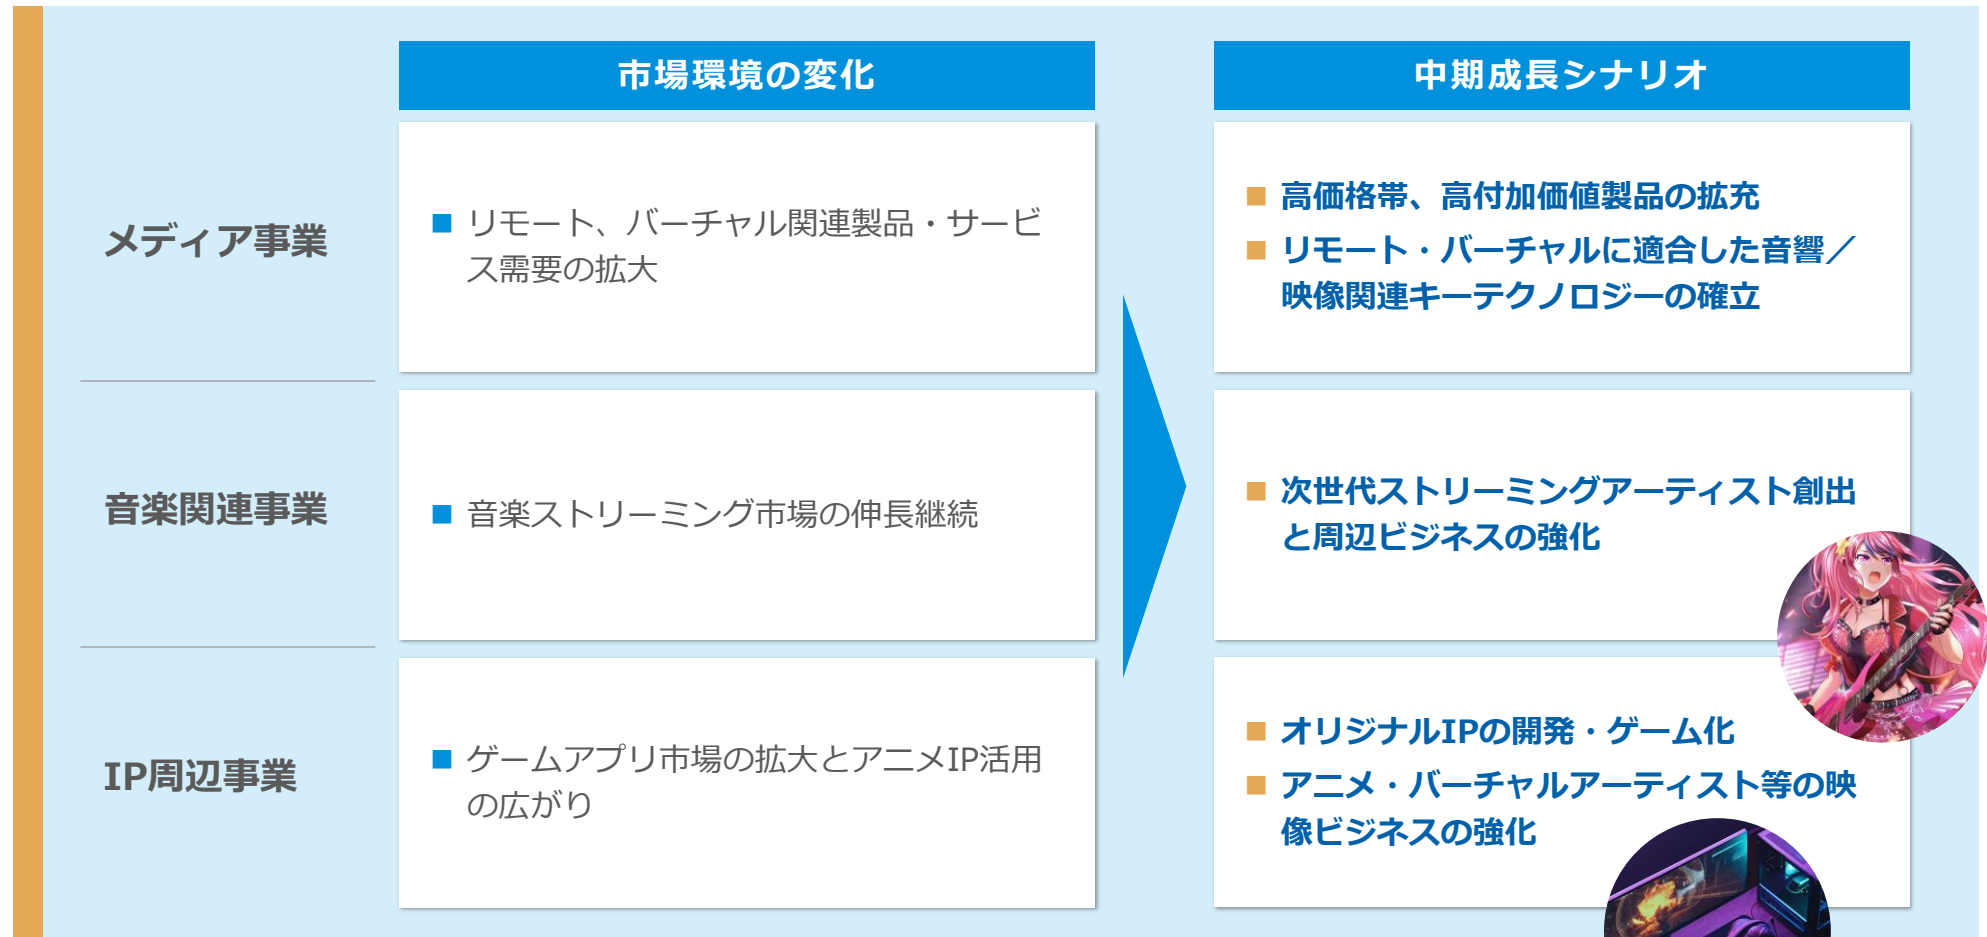 市場環境の変化
中期成長シナリオ
メディア事業
リモート、バーチャル関連製品・サービ
ス需要の拡大
高価格帯、高付加価値製品の拡充
リモート・バーチャルに適合した音響／
映像関連キーテクノロジーの確立
音楽関連事業
音楽ストリーミング市場の伸長継続
次世代ストリーミングアーティスト創出
と周辺ビジネスの強化
IP周辺事業
ゲームアプリ市場の拡大とアニメIP活用
の広がり
オリジナルIPの開発・ゲーム化
アニメ・バーチャルアーティスト等の映
像ビジネスの強化